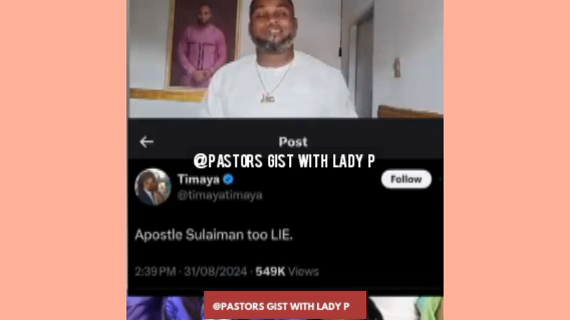 Post
@PASTORS GIST WITH LADY P
Timaya
Follow
@timayatimaya
Apostle Sulaiman too LIE.
2:39 PM · 31/08/2024 · 549K Views
@PASTORS GIST WITH LADY P